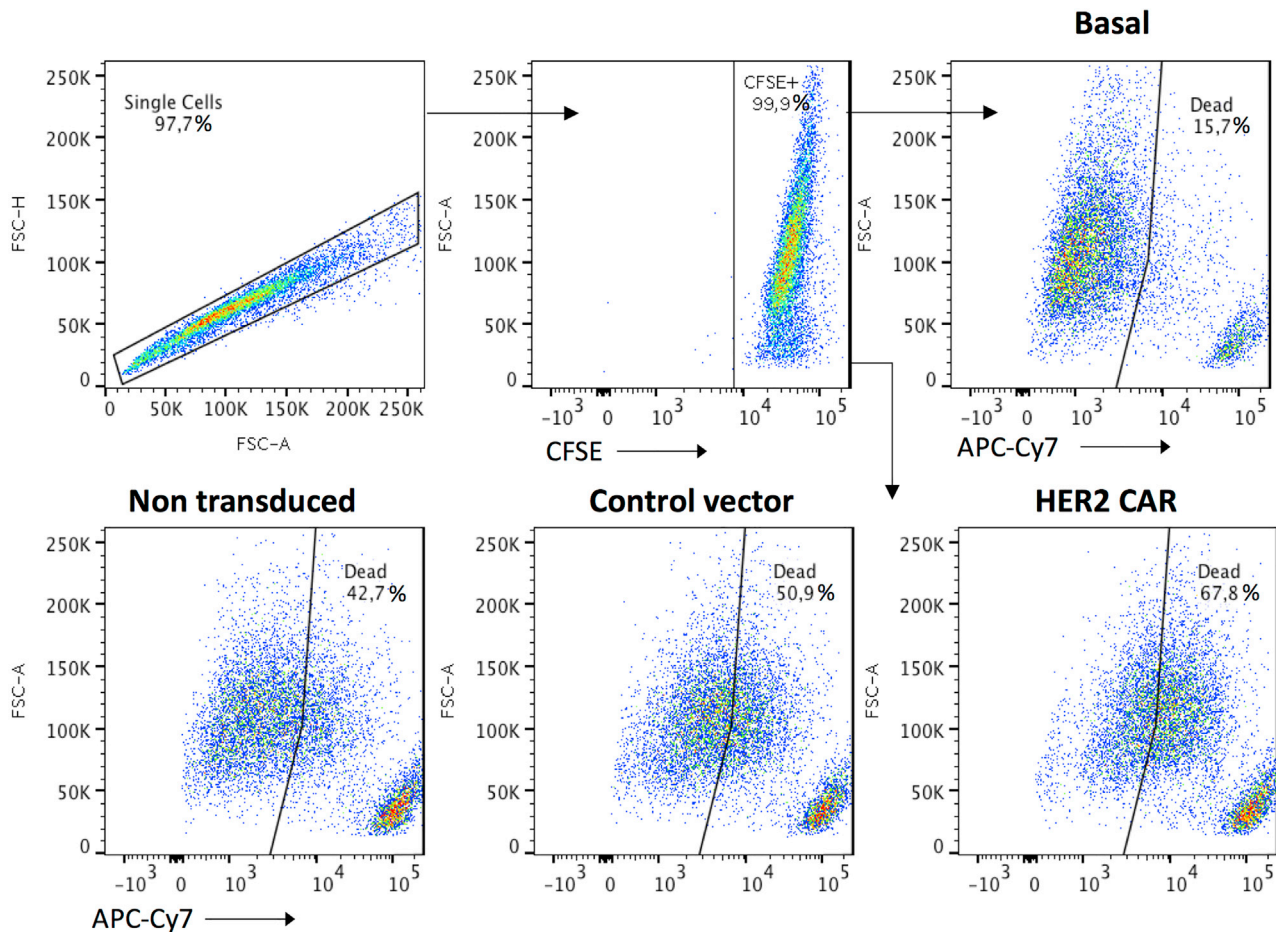 Basal
250K
200K
150K
100K
50K
0
FSC-H
Single Cells
97,7%
0 50K 100K 150K 200K 250K
FSC-A
250K
200K
150K
100K
50K
0
FSC-A
CFSE+
99,9%
-10³ 0 10³ 10⁴ 10⁵
CFSE
250K
200K
150K
100K
50K
0
FSC-A
Dead
15,7%
-10³ 0 10³ 10⁴ 10⁵
APC-Cy7
Non transduced
250K
200K
150K
100K
50K
0
FSC-A
Dead
42,7%
-10³ 0 10³ 10⁴ 10⁵
APC-Cy7
Control vector
250K
200K
150K
100K
50K
0
FSC-A
Dead
50,9%
-10³ 0 10³ 10⁴ 10⁵
HER2 CAR
250K
200K
150K
100K
50K
0
FSC-A
Dead
67,8%
-10³ 0 10³ 10⁴ 10⁵